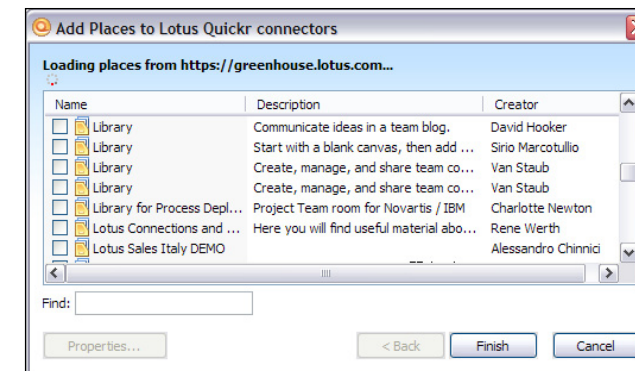 Add Places to Lotus Quickr connectors
Loading places from https://greenhouse.lotus.com...
Name Description Creator
Library Communicate ideas in a team blog. David Hooker
Library Start with a blank canvas, then add ... Sirio Marcotullio
Library Create, manage, and share team co... Van Staub
Library Create, manage, and share team co... Van Staub
Library for Process Depl... Project Team room for Novartis / IBM Charlotte Newton
Lotus Connections and ... Here you will find useful material abo... Rene Werth
Lotus Sales Italy DEMO Alessandro Chinnici
Find:
Properties... < Back Finish Cancel